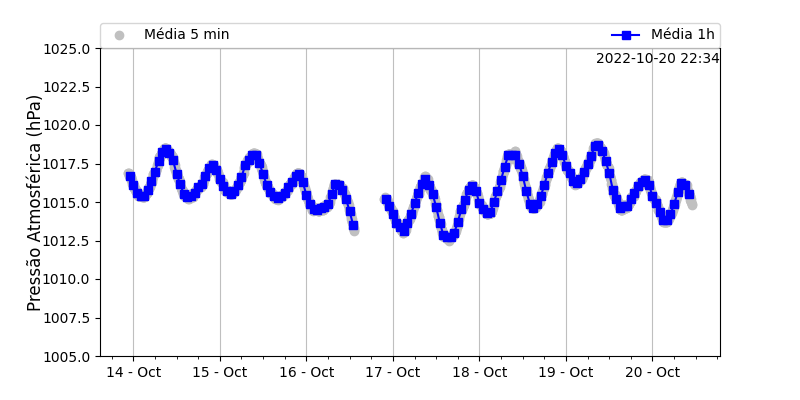 Média 5 min
Média 1h
2022-10-20 22:34
Pressão Atmosférica (hPa)
1025.0
1022.5
1020.0
1017.5
1015.0
1012.5
1010.0
1007.5
1005.0
14 - Oct
15 - Oct
16 - Oct
17 - Oct
18 - Oct
19 - Oct
20 - Oct